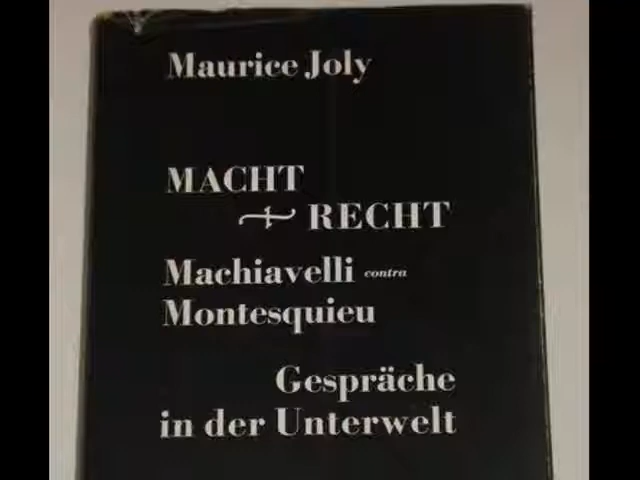 Maurice Joly
MACHT
+ RECHT
Machiavelli contra
Montesquieu
Gespräche
in der Unterwelt